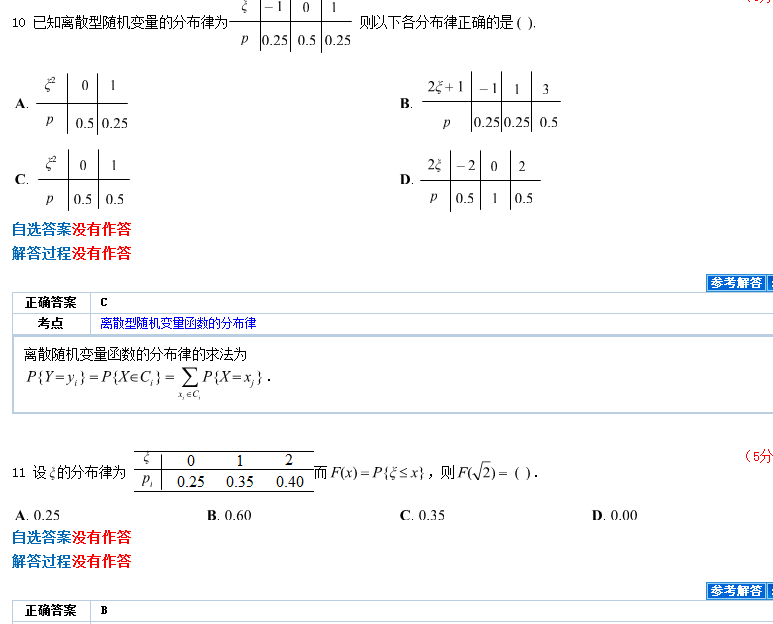 （5分
10 已知离散型随机变量的分布律为 ξ -1 0 1 则以下各分布律正确的是 ( ).
p 0.25 0.5 0.25
A. ξ² 0 1
p 0.5 0.25
B. 2ξ+1 -1 1 3
p 0.25 0.25 0.5
C. ξ² 0 1
p 0.5 0.5
D. 2ξ -2 0 2
p 0.5 1 0.5
自选答案没有作答
解答过程没有作答
参考解答
正确答案 C
考点 离散型随机变量函数的分布律
离散随机变量函数的分布律的求法为
P{Y=yᵢ}=P{X∈Cᵢ}=∑P{X=xⱼ}.
xⱼ∈Cᵢ
（5分
11 设ξ的分布律为 ξ 0 1 2 而F(x)=P{ξ≤x}，则F(√2)= ( ).
pᵢ 0.25 0.35 0.40
A. 0.25 B. 0.60 C. 0.35 D. 0.00
自选答案没有作答
解答过程没有作答
参考解答
正确答案 B